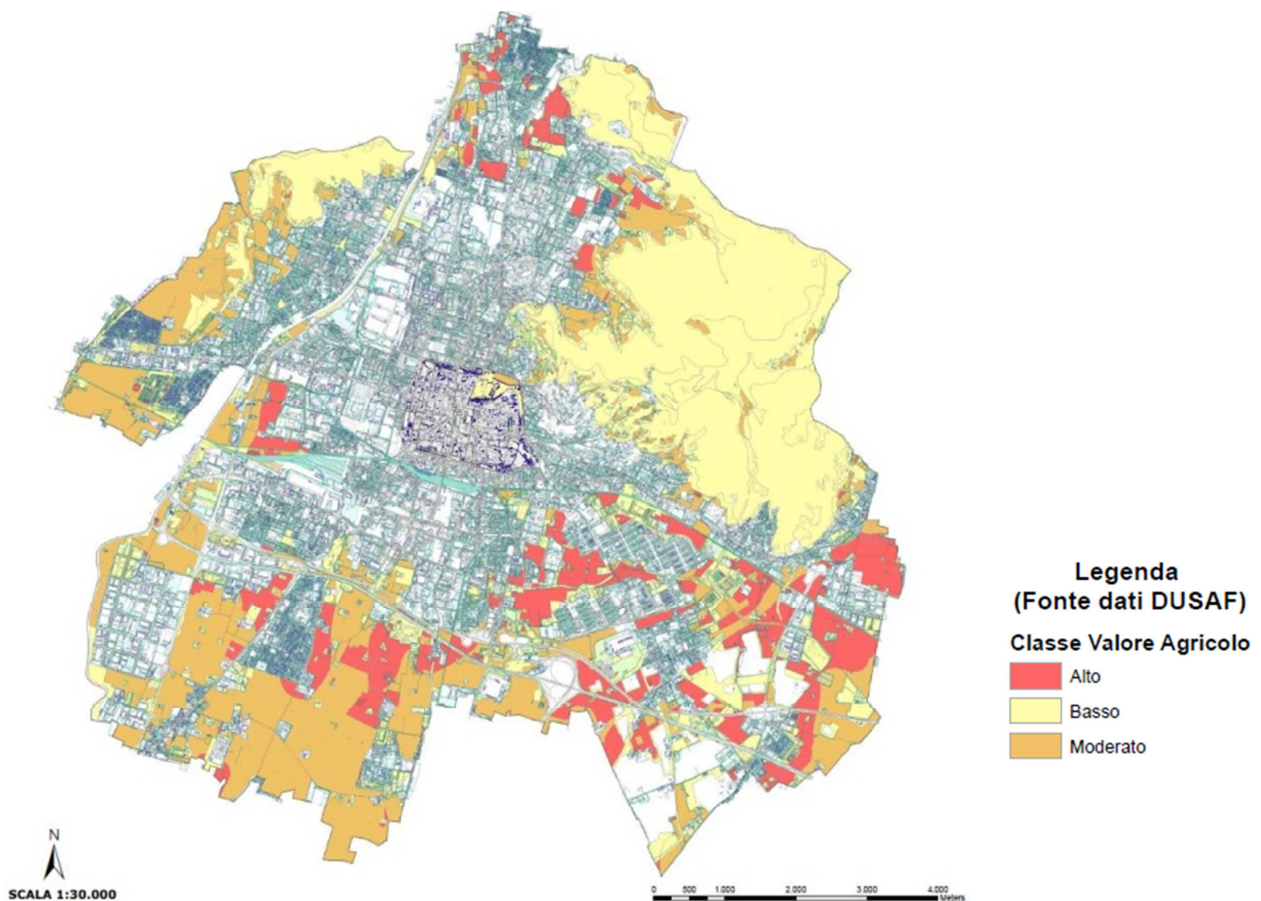 Legenda
(Fonte dati DUSAF)
Classe Valore Agricolo
Alto
Basso
Moderato
N
SCALA 1:30.000
0 500 1.000 2.000 3.000 4.000
Meters